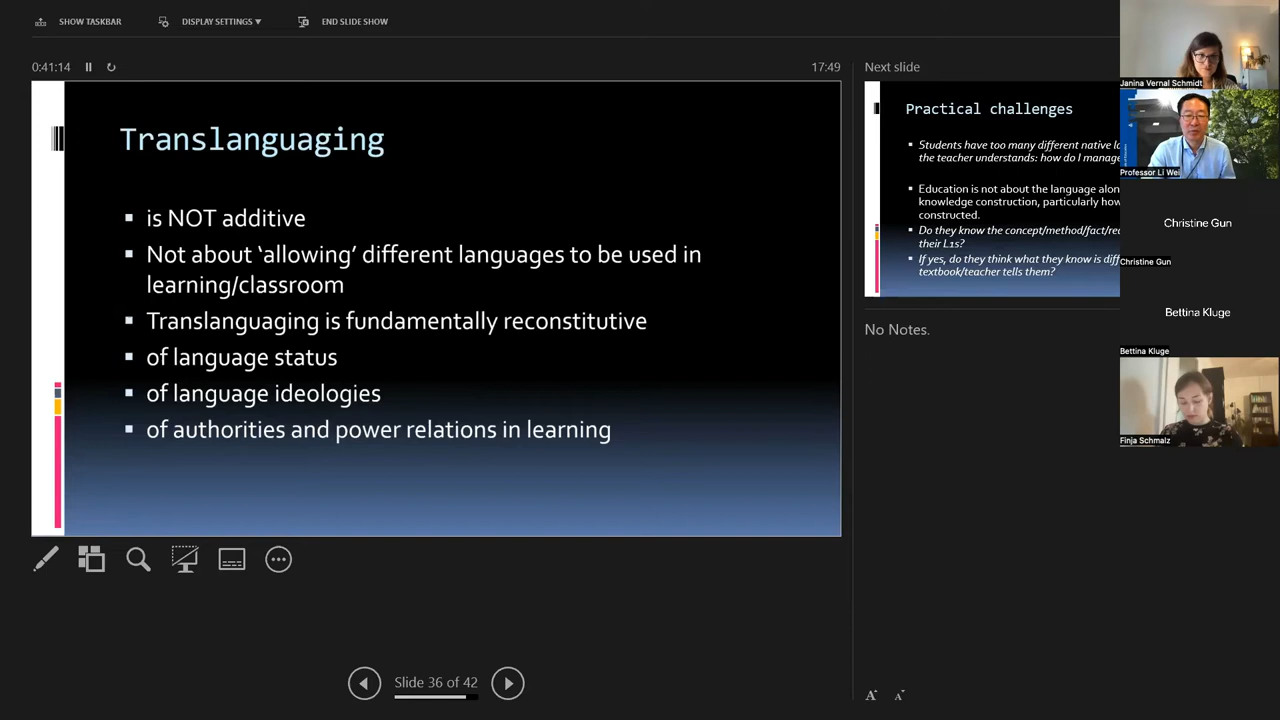 SHOW TASKBAR
DISPLAY SETTINGS
END SLIDE SHOW
0:41:14
17:49
Translanguaging
is NOT additive
Not about ‘allowing’ different languages to be used in
learning/classroom
Translanguaging is fundamentally reconstitutive
of language status
of language ideologies
of authorities and power relations in learning
Slide 36 of 42
Next slide
Practical challenges
Students have too many different native
the teacher understands: how do I manage
Education is not about the language
knowledge construction, particularly how
constructed.
Do they know the concept/method/fact/
their L1s?
If yes, do they think what they know is
textbook/teacher tells them?
No Notes.
A A
Janina Vernal Schmidt
Professor Li Wei
Christine Gun
Christine Gun
Bettina Kluge
Bettina Kluge
Finja Schmalz